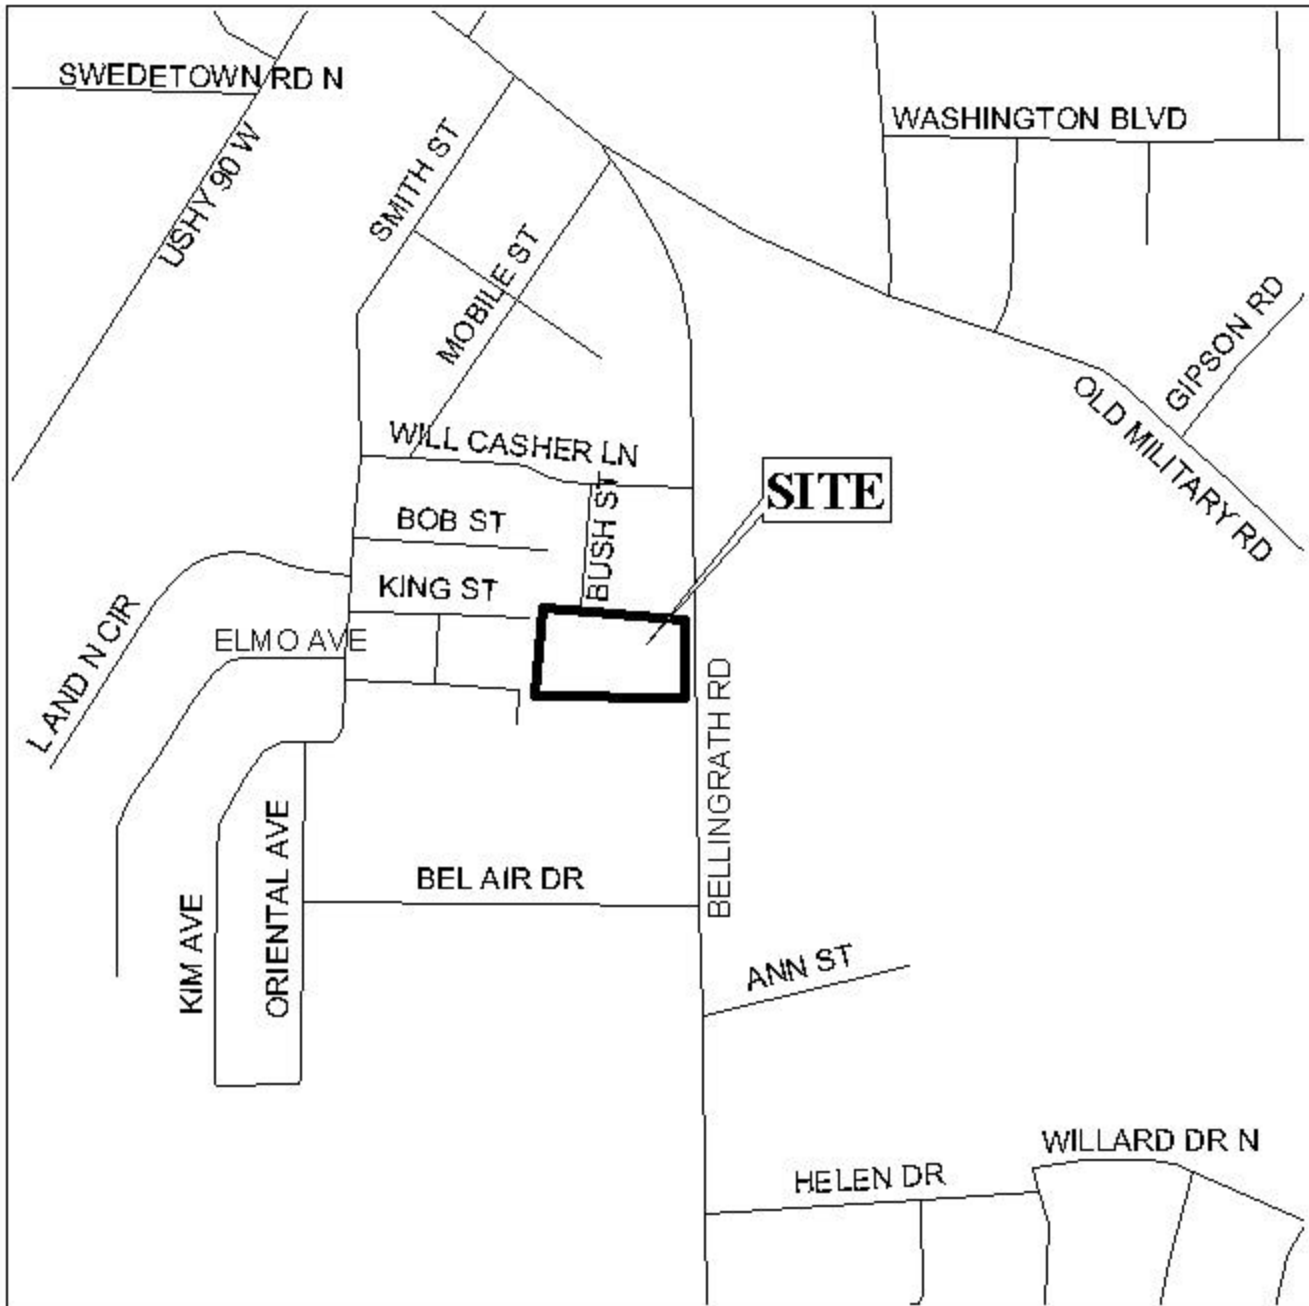 SWEDETOWN RD N
WASHINGTON BLVD
USHY 90 W
SMITH ST
MOBILE ST
GIPSON RD
OLD MILITARY RD
WILL CASHER LN
SITE
BOB ST
BUSH ST
KING ST
ELMO AVE
LAND N CIR
BELLINGRATH RD
ORIENTAL AVE
BEL AIR DR
KIM AVE
ANN ST
WILLARD DR N
HELEN DR